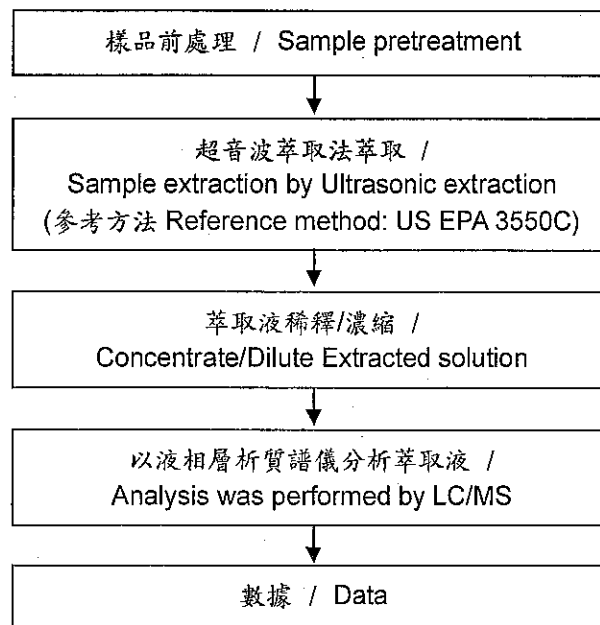 樣品前處理 / Sample pretreatment
超音波萃取法萃取 /
Sample extraction by Ultrasonic extraction
(參考方法 Reference method: US EPA 3550C)
萃取液稀釋/濃縮 /
Concentrate/Dilute Extracted solution
以液相層析質譜儀分析萃取液 /
Analysis was performed by LC/MS
數據 / Data